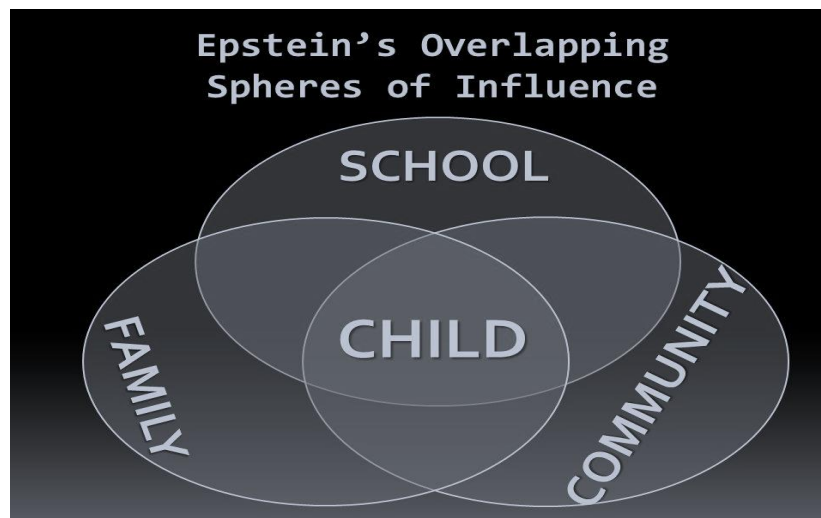 Epstein’s Overlapping
Spheres of Influence
SCHOOL
CHILD
FAMILY
COMMUNITY